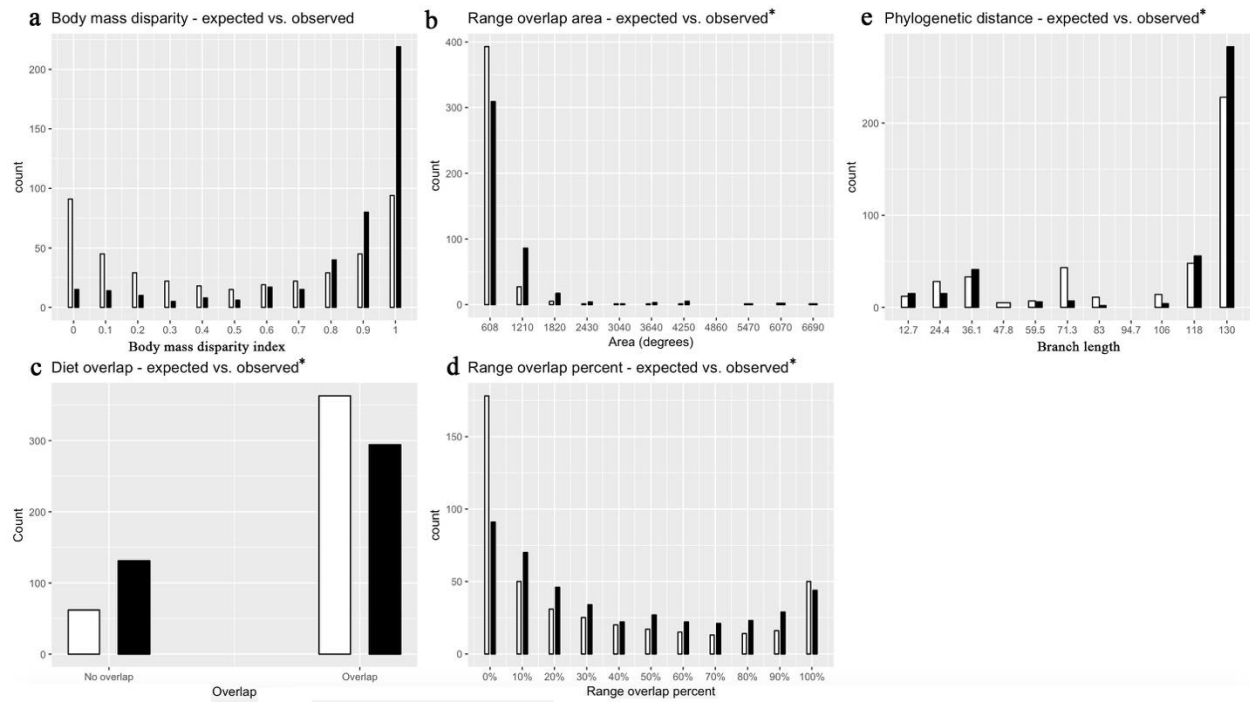 a Body mass disparity - expected vs. observed
count
200
150
100
50
0
0 0.1 0.2 0.3 0.4 0.5 0.6 0.7 0.8 0.9 1
Body mass disparity index
b Range overlap area - expected vs. observed*
count
400
300
200
100
0
608 1210 1820 2430 3040 3640 4250 4860 5470 6070 6690
Area (degrees)
e Phylogenetic distance - expected vs. observed*
count
200
100
0
12.7 24.4 36.1 47.8 59.5 71.3 83 94.7 106 118 130
Branch length
c Diet overlap - expected vs. observed*
Count
300
200
100
0
No overlap Overlap
Overlap
d Range overlap percent - expected vs. observed*
count
150
100
50
0
0% 10% 20% 30% 40% 50% 60% 70% 80% 90% 100%
Range overlap percent